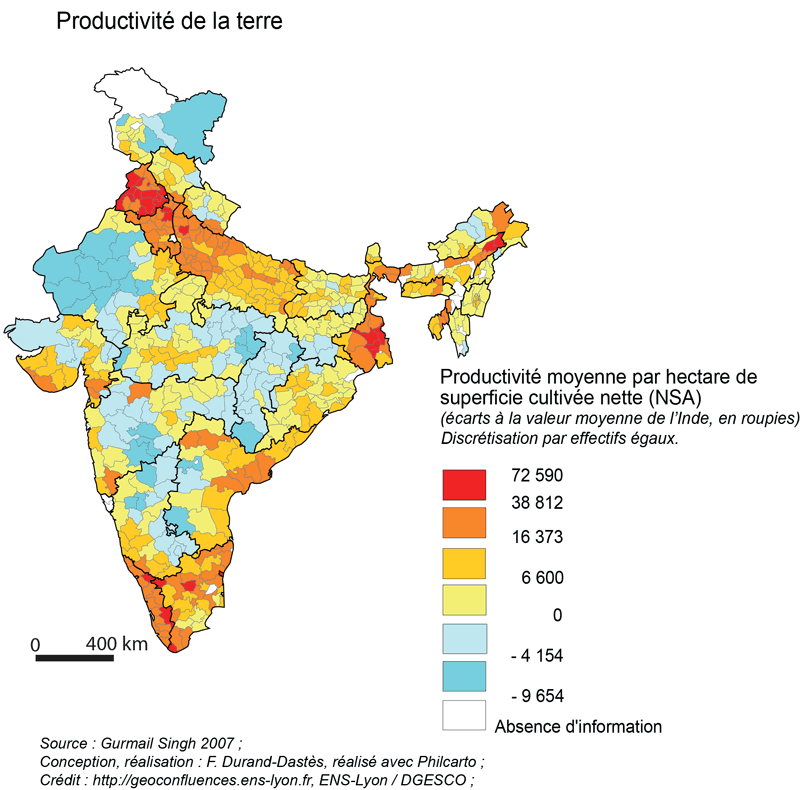 Productivité de la terre
Productivité moyenne par hectare de
superficie cultivée nette (NSA)
(écarts à la valeur moyenne de l'Inde, en roupies)
Discrétisation par effectifs égaux.
72 590
38 812
16 373
6 600
0
- 4 154
- 9 654
Absence d'information
0 400 km
Source : Gurmail Singh 2007 ;
Conception, réalisation : F. Durand-Dastès, réalisé avec Philcarto ;
Crédit : http://geoconfluences.ens-lyon.fr, ENS-Lyon / DGESCO ;